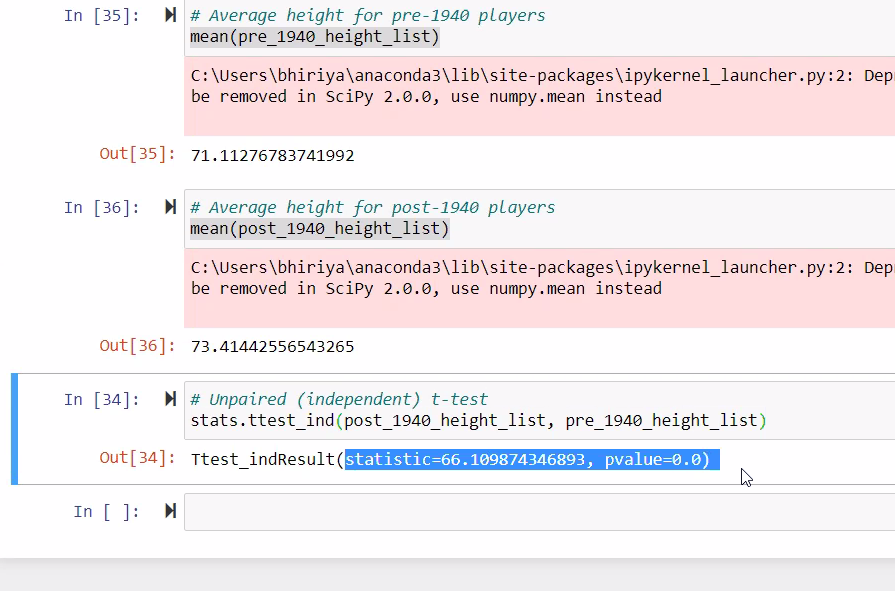 In [35]: # Average height for pre-1940 players
mean(pre_1940_height_list)
C:\Users\bhiriya\anaconda3\lib\site-packages\ipykernel_launcher.py:2: Dep
be removed in SciPy 2.0.0, use numpy.mean instead
Out[35]: 71.11276783741992
In [36]: # Average height for post-1940 players
mean(post_1940_height_list)
C:\Users\bhiriya\anaconda3\lib\site-packages\ipykernel_launcher.py:2: Dep
be removed in SciPy 2.0.0, use numpy.mean instead
Out[36]: 73.41442556543265
In [34]: # Unpaired (independent) t-test
stats.ttest_ind(post_1940_height_list, pre_1940_height_list)
Out[34]: Ttest_indResult(statistic=66.109874346893, pvalue=0.0)
In [ ]: